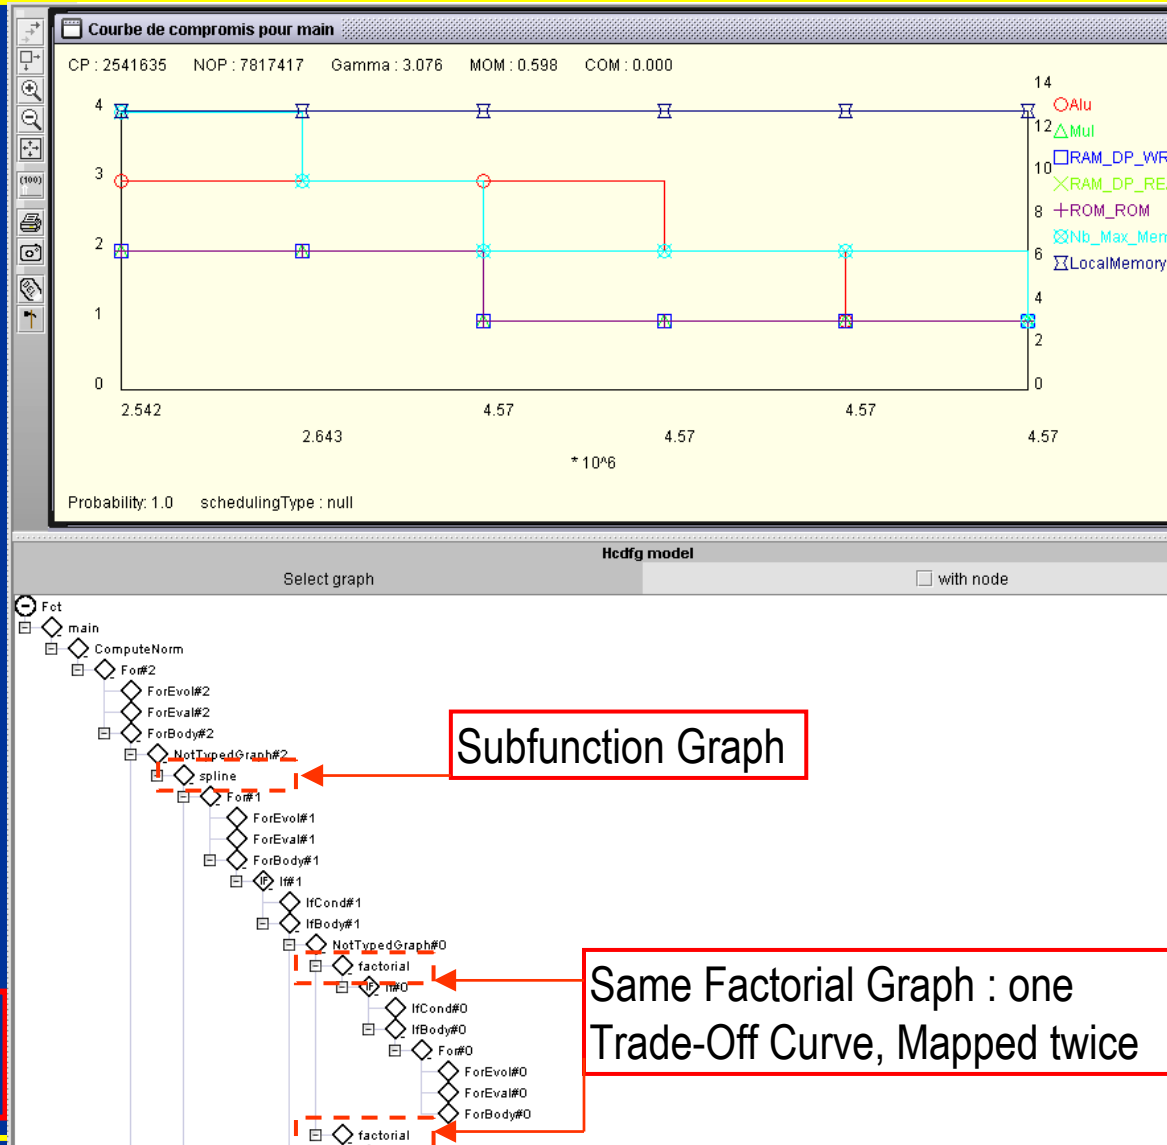 Courbe de compromis pour main
CP : 2541635 NOP : 7817417 Gamma : 3.076 MOM : 0.598 COM : 0.000
14
4
Alu
12
Mul
RAM_DP_WR
10
3
RAM_DP_REA
8
ROM_ROM
2
Nb_Max_Mem
6
LocalMemory
4
1
2
0
0
2.542 4.57 4.57
2.643 4.57 4.57
* 10^6
Probability: 1.0 schedulingType : null
(100)
DEL
Hcdfg model
Select graph with node
Fct
main
ComputeNorm
For#2
ForEvol#2
ForEval#2
ForBody#2
Subfunction Graph
NotTypedGraph#2
spline
For#1
ForEvol#1
ForEval#1
ForBody#1
IF If#1
IfCond#1
IfBody#1
NotTypedGraph#0
factorial
Same Factorial Graph : one
Trade-Off Curve, Mapped twice
IF If#0
IfCond#0
IfBody#0
For#0
ForEvol#0
ForEval#0
ForBody#0
factorial